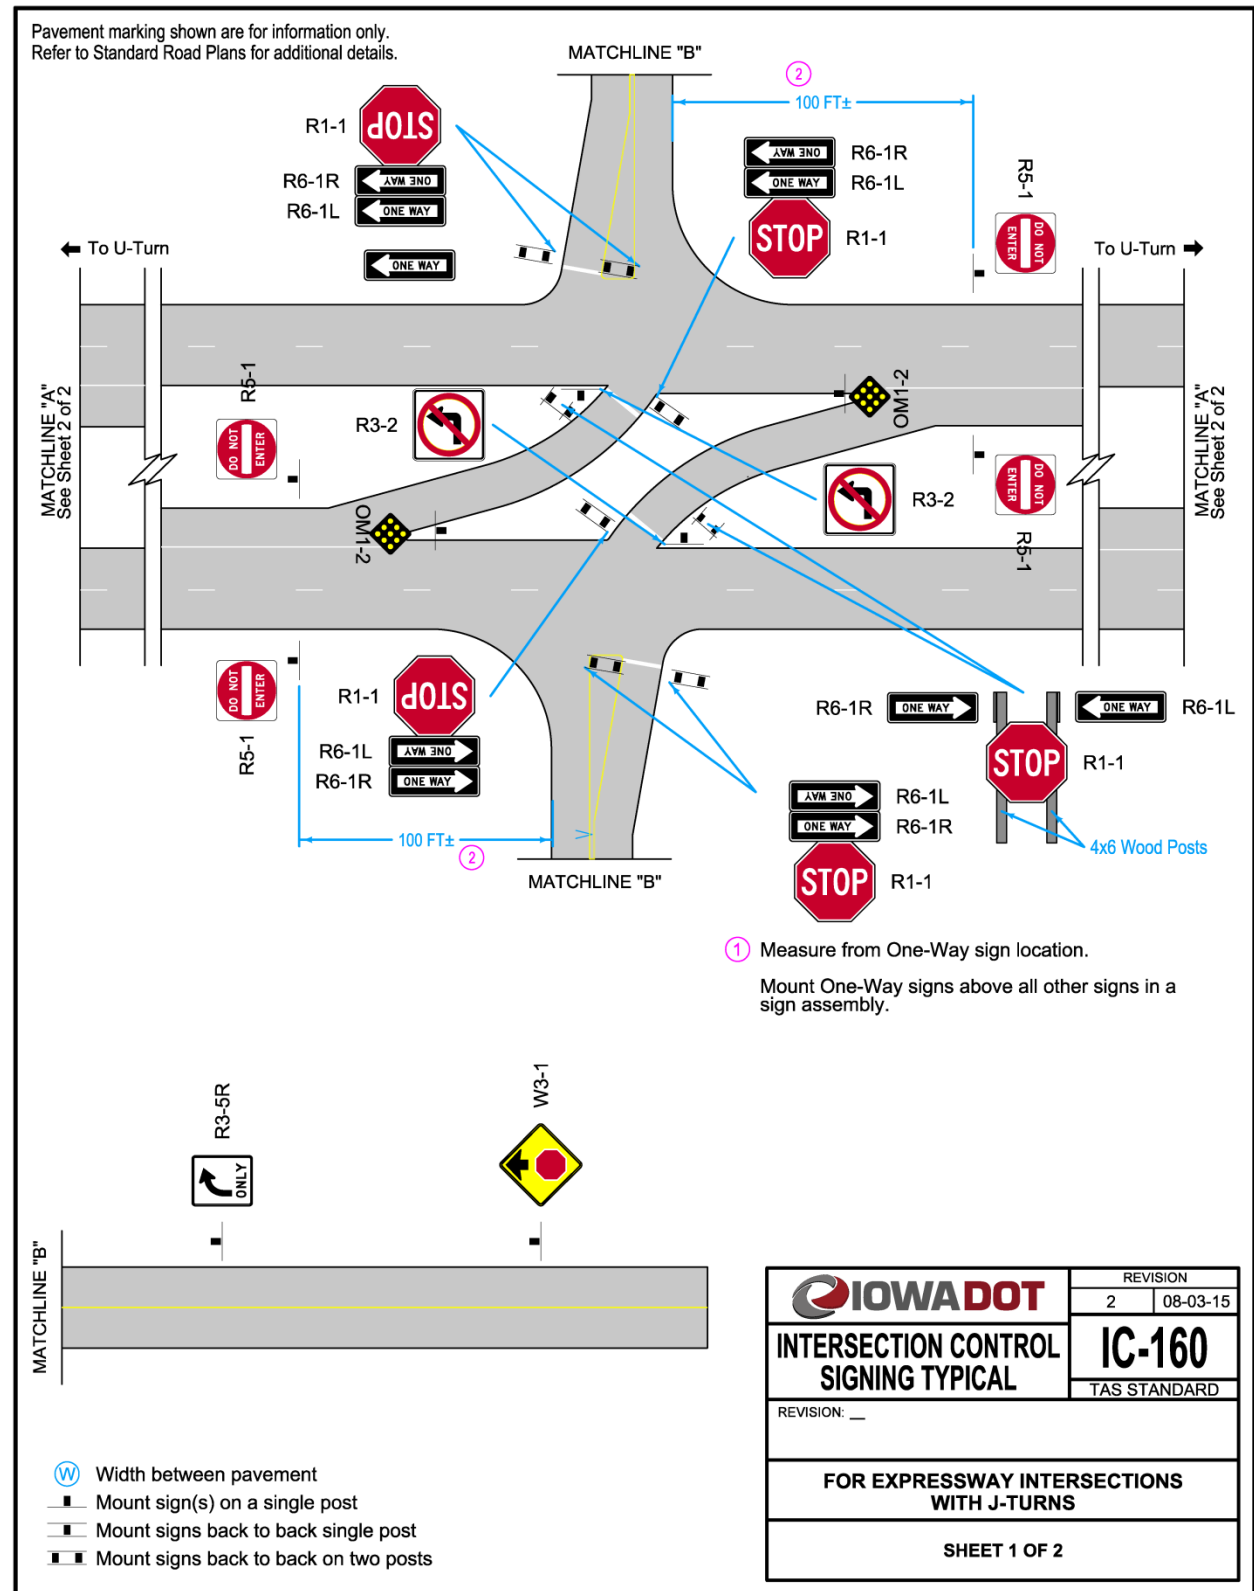 Pavement marking shown are for information only.
Refer to Standard Road Plans for additional details.
MATCHLINE "B"
2
100 FT±
R1-1
STOP
R6-1R
ONE WAY
R6-1L
ONE WAY
ONE WAY
ONE WAY
R6-1R
ONE WAY
R6-1L
STOP
R1-1
R5-1
DO NOT
ENTER
To U-Turn
To U-Turn
R5-1
DO NOT
ENTER
R3-2
OM1-2
MATCHLINE "A"
See Sheet 2 of 2
MATCHLINE "A"
See Sheet 2 of 2
R3-2
DO NOT
ENTER
R5-1
OM1-2
DO NOT
ENTER
R5-1
R1-1
STOP
R6-1L
ONE WAY
R6-1R
ONE WAY
R6-1R
ONE WAY
ONE WAY
R6-1L
STOP
R1-1
4x6 Wood Posts
ONE WAY
R6-1L
ONE WAY
R6-1R
STOP
R1-1
100 FT±
2
V
MATCHLINE "B"
1 Measure from One-Way sign location.
Mount One-Way signs above all other signs in a
sign assembly.
R3-5R
ONLY
W3-1
MATCHLINE "B"
W Width between pavement
Mount sign(s) on a single post
Mount signs back to back single post
Mount signs back to back on two posts
IOWADOT
REVISION
2
08-03-15
INTERSECTION CONTROL
SIGNING TYPICAL
IC-160
TAS STANDARD
REVISION: __
FOR EXPRESSWAY INTERSECTIONS
WITH J-TURNS
SHEET 1 OF 2